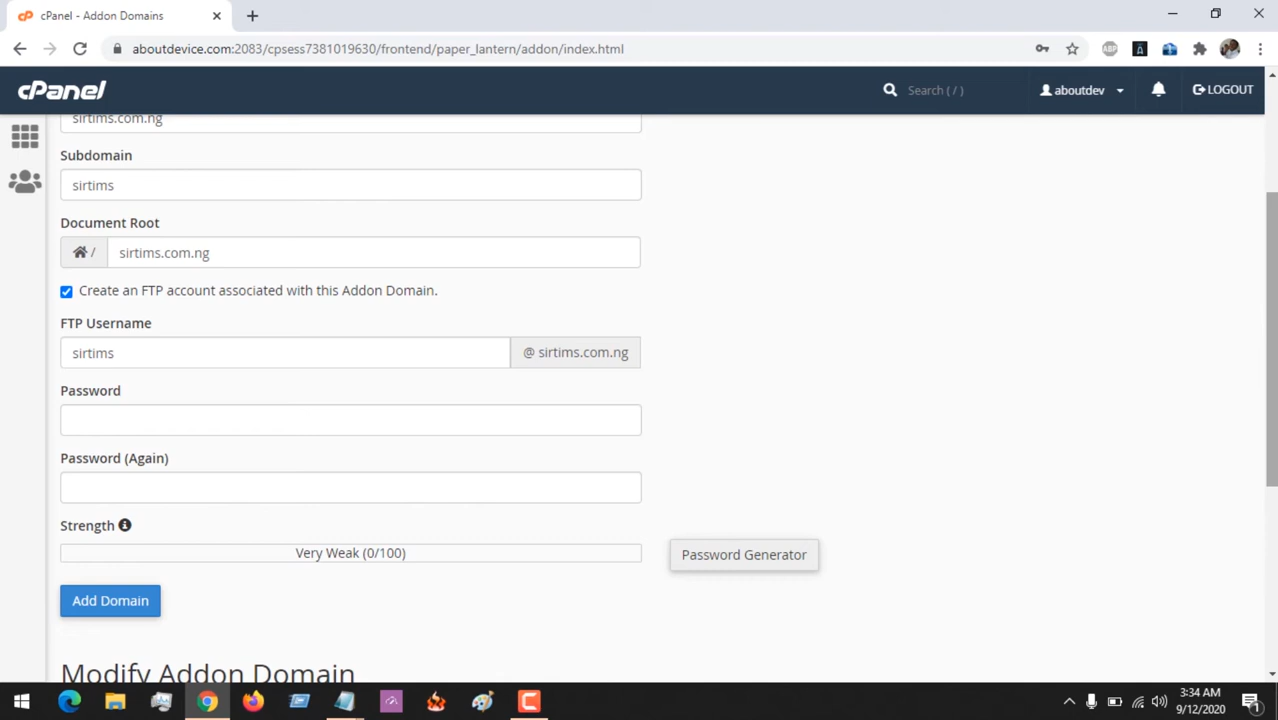 cPanel - Addon Domains
aboutdevice.com:2083/cpsess7381019630/frontend/paper_lantern/addon/index.html
ABP
cPanel
Search ( / )
aboutdev
LOGOUT
sirtims.com.ng
Subdomain
sirtims
Document Root
/
sirtims.com.ng
Create an FTP account associated with this Addon Domain.
FTP Username
sirtims
@ sirtims.com.ng
Password
Password (Again)
Strength
Very Weak (0/100)
Password Generator
Add Domain
Modify Addon Domain
3:34 AM
9/12/2020
1